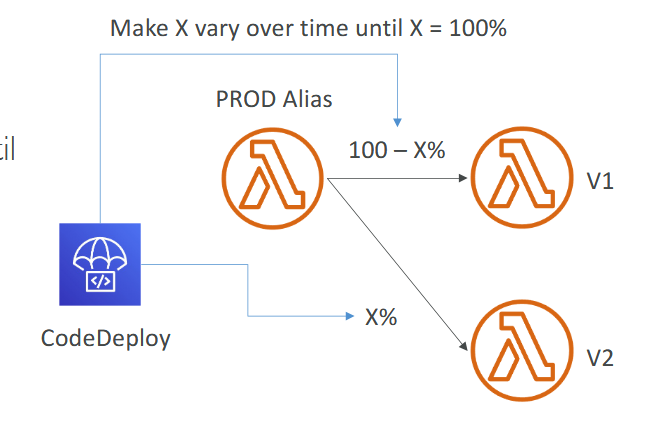 Make X vary over time until X = 100%
PROD Alias
til
100 – X%
V1
</>
CodeDeploy
X%
V2